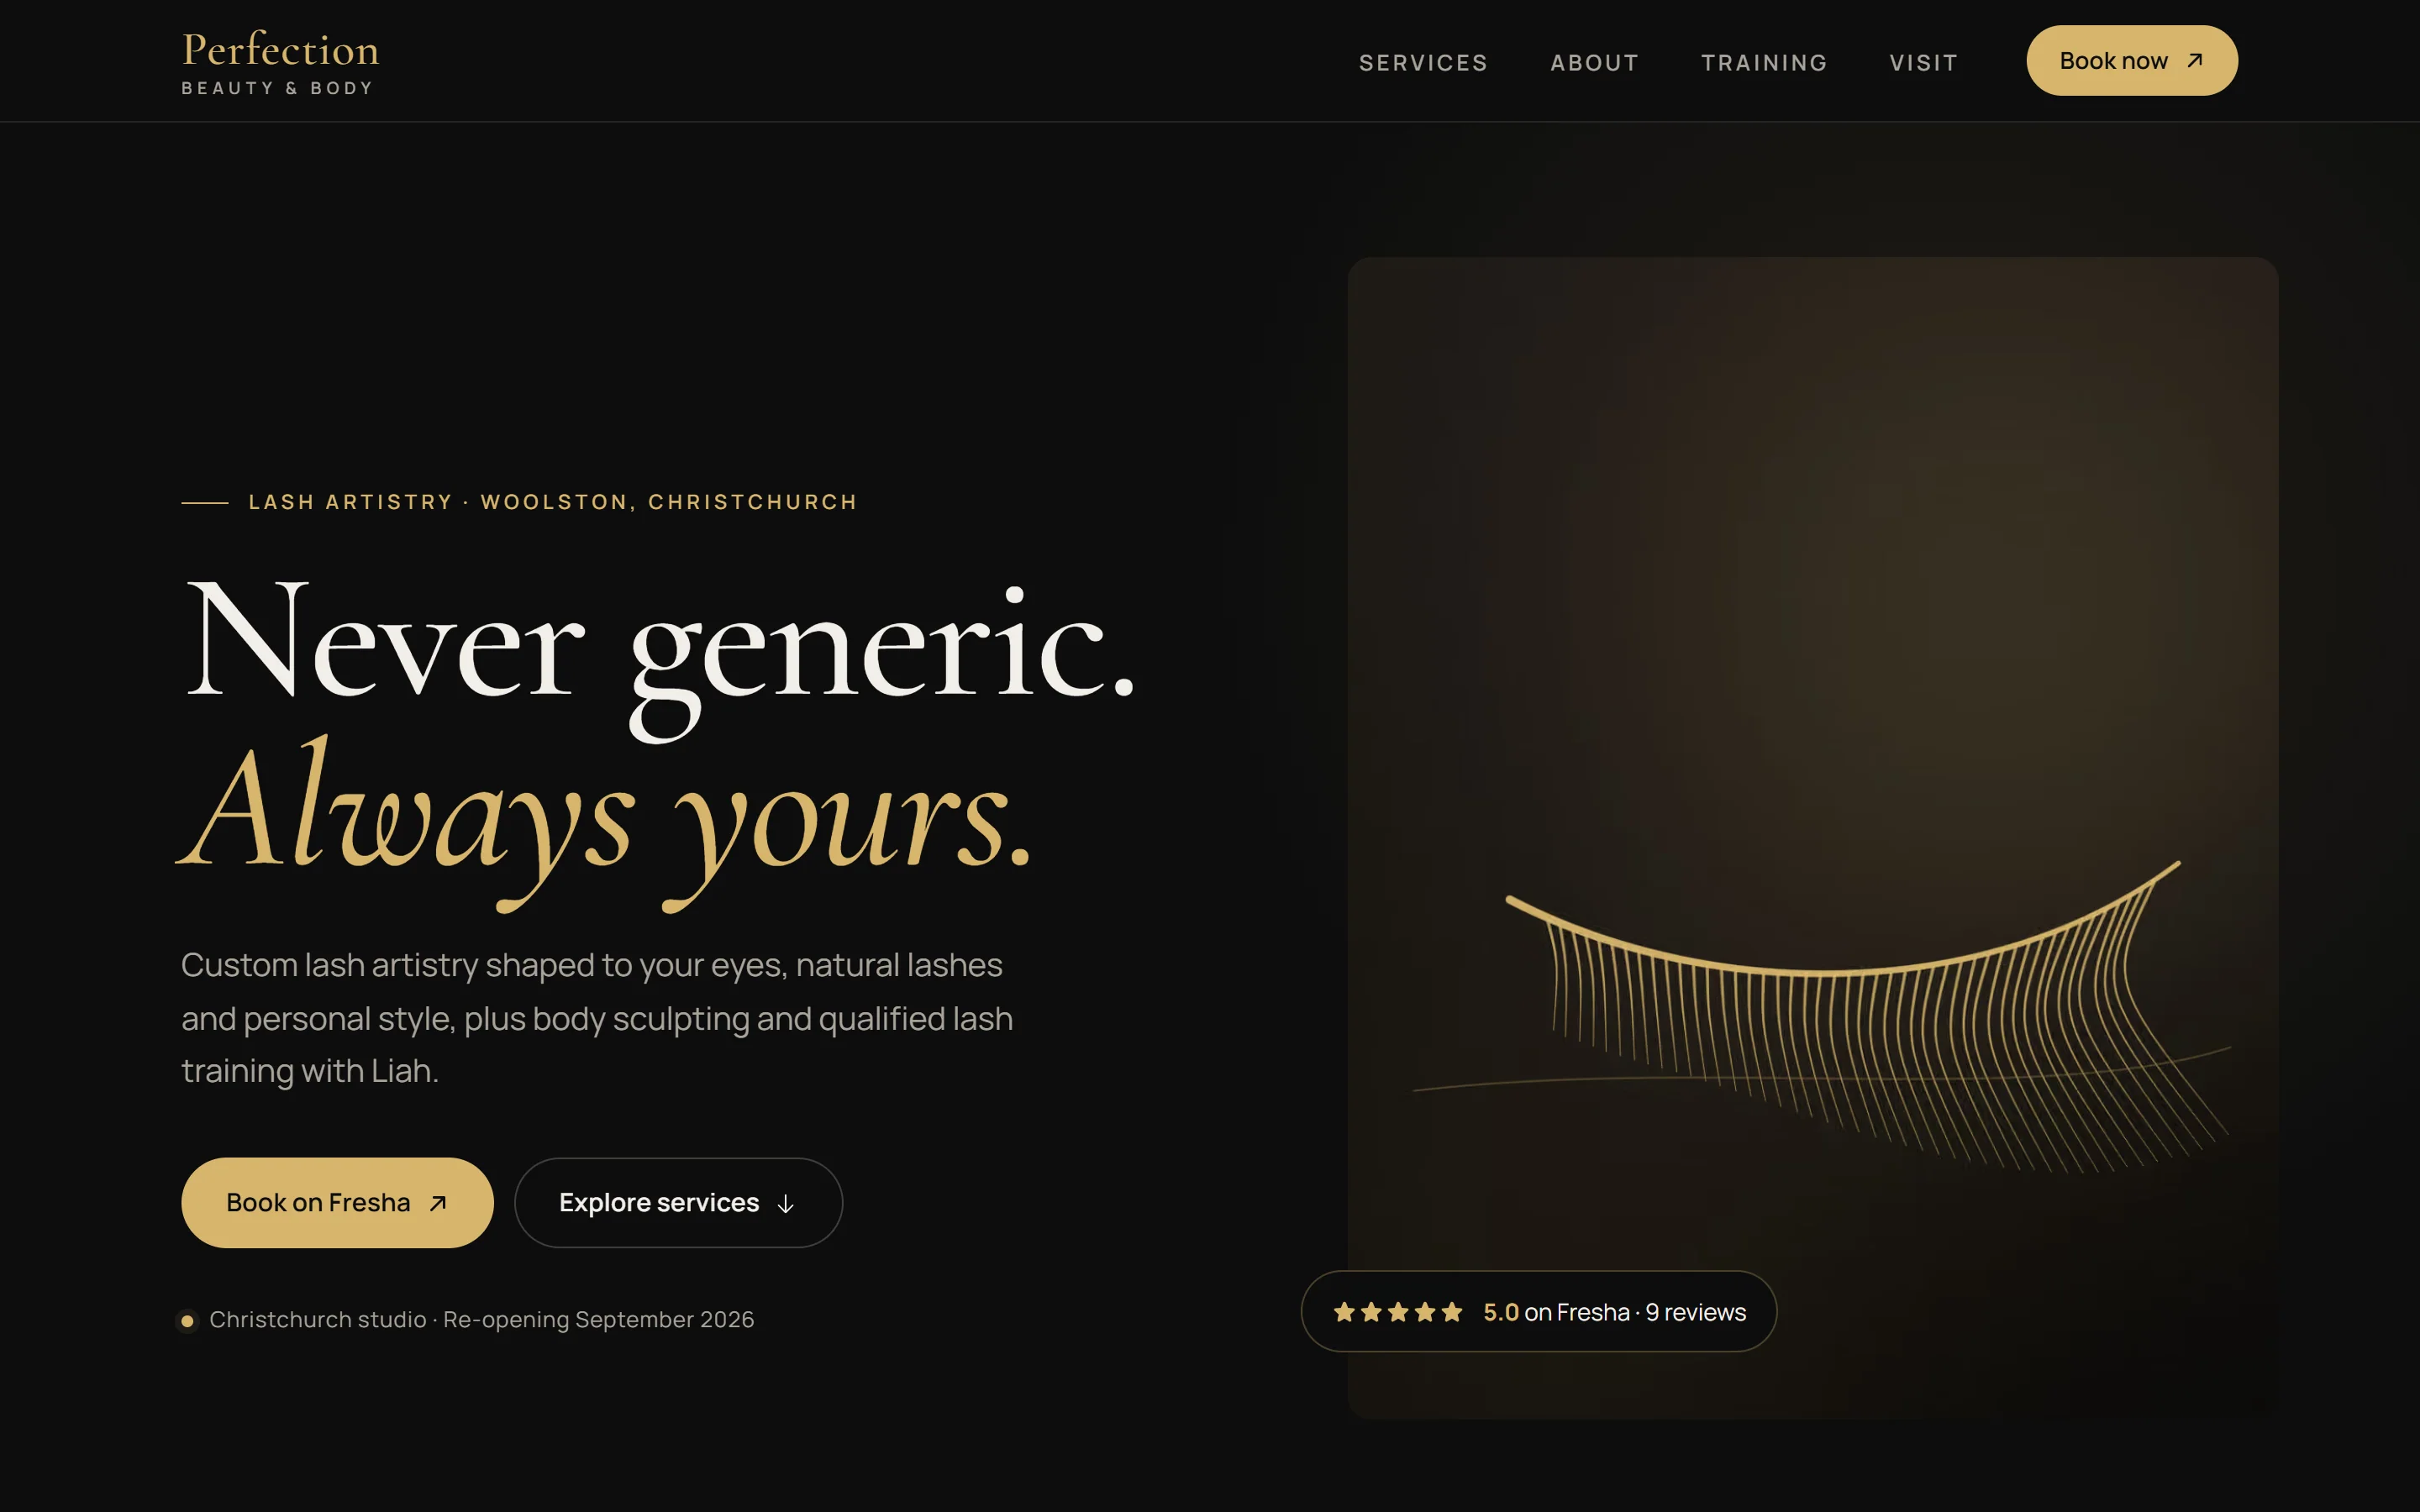 Perfection
BEAUTY & BODY
SERVICES
ABOUT
TRAINING
VISIT
Book now
LASH ARTISTRY · WOOLSTON, CHRISTCHURCH
Never generic.
Always yours.
Custom lash artistry shaped to your eyes, natural lashes
and personal style, plus body sculpting and qualified lash
training with Liah.
Book on Fresha
Explore services
5.0 on Fresha · 9 reviews
Christchurch studio · Re-opening September 2026